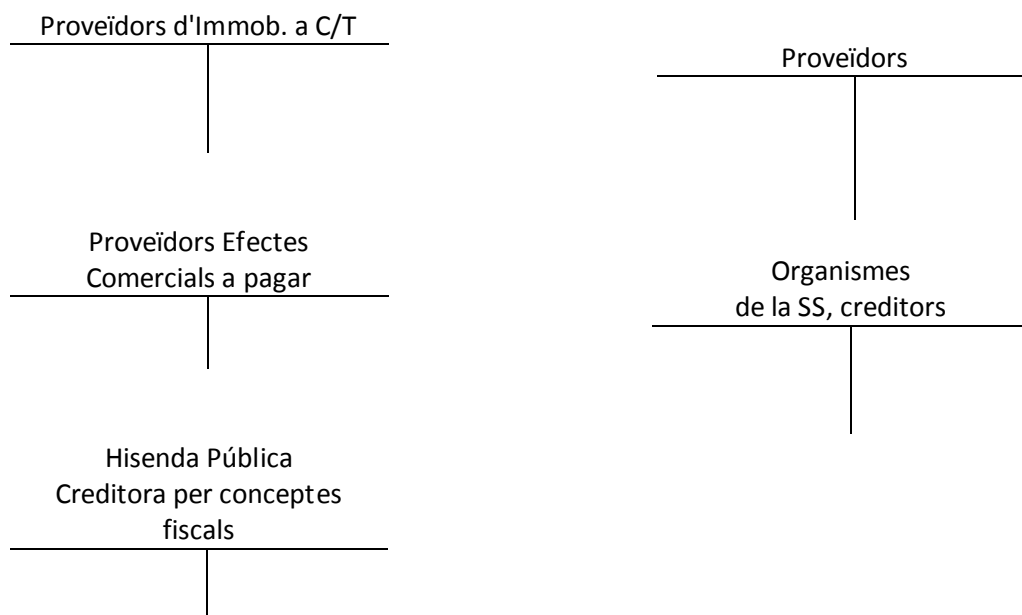 Proveïdors d'Immob. a C/T
Proveïdors
Proveïdors Efectes
Comercials a pagar
Organismes
de la SS, creditors
Hisenda Pública
Creditora per conceptes
fiscals